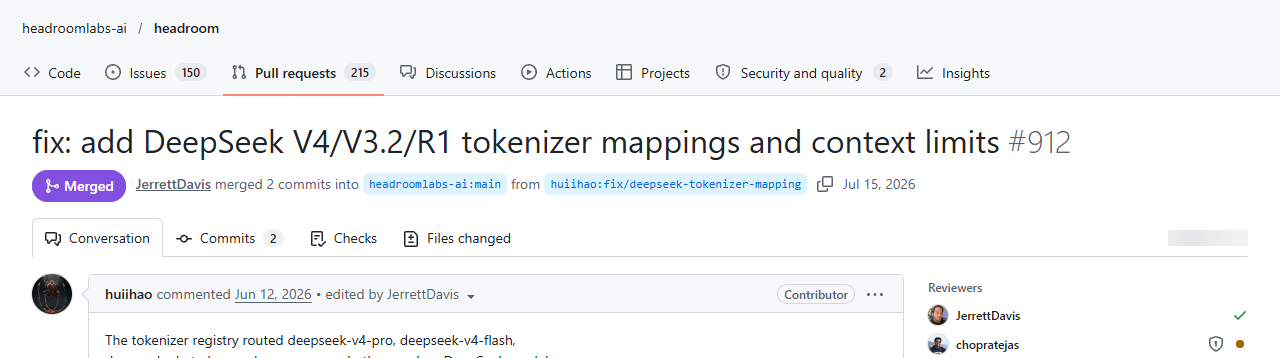 headroomlabs-ai / headroom
Code Issues 150 Pull requests 215 Discussions Actions Projects Security and quality 2 Insights
fix: add DeepSeek V4/V3.2/R1 tokenizer mappings and context limits #912
Merged JerrettDavis merged 2 commits into headroomlabs-ai:main from huiihao:fix/deepseek-tokenizer-mapping Jul 15, 2026
Conversation Commits 2 Checks Files changed
huiihao commented Jun 12, 2026 • edited by JerrettDavis Contributor
Reviewers
JerrettDavis
The tokenizer registry routed deepseek-v4-pro, deepseek-v4-flash,
chopratejas